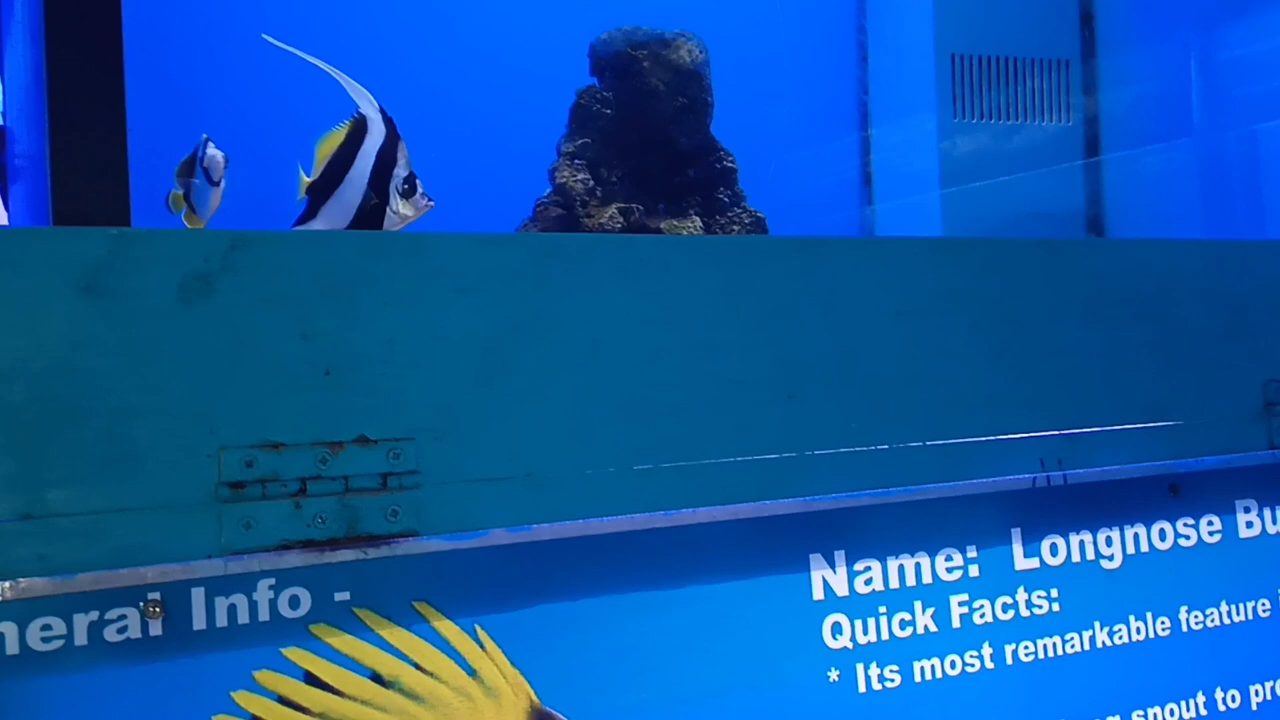 neral Info -
Name: Longnose Bu
Quick Facts:
* Its most remarkable feature
snout to pr